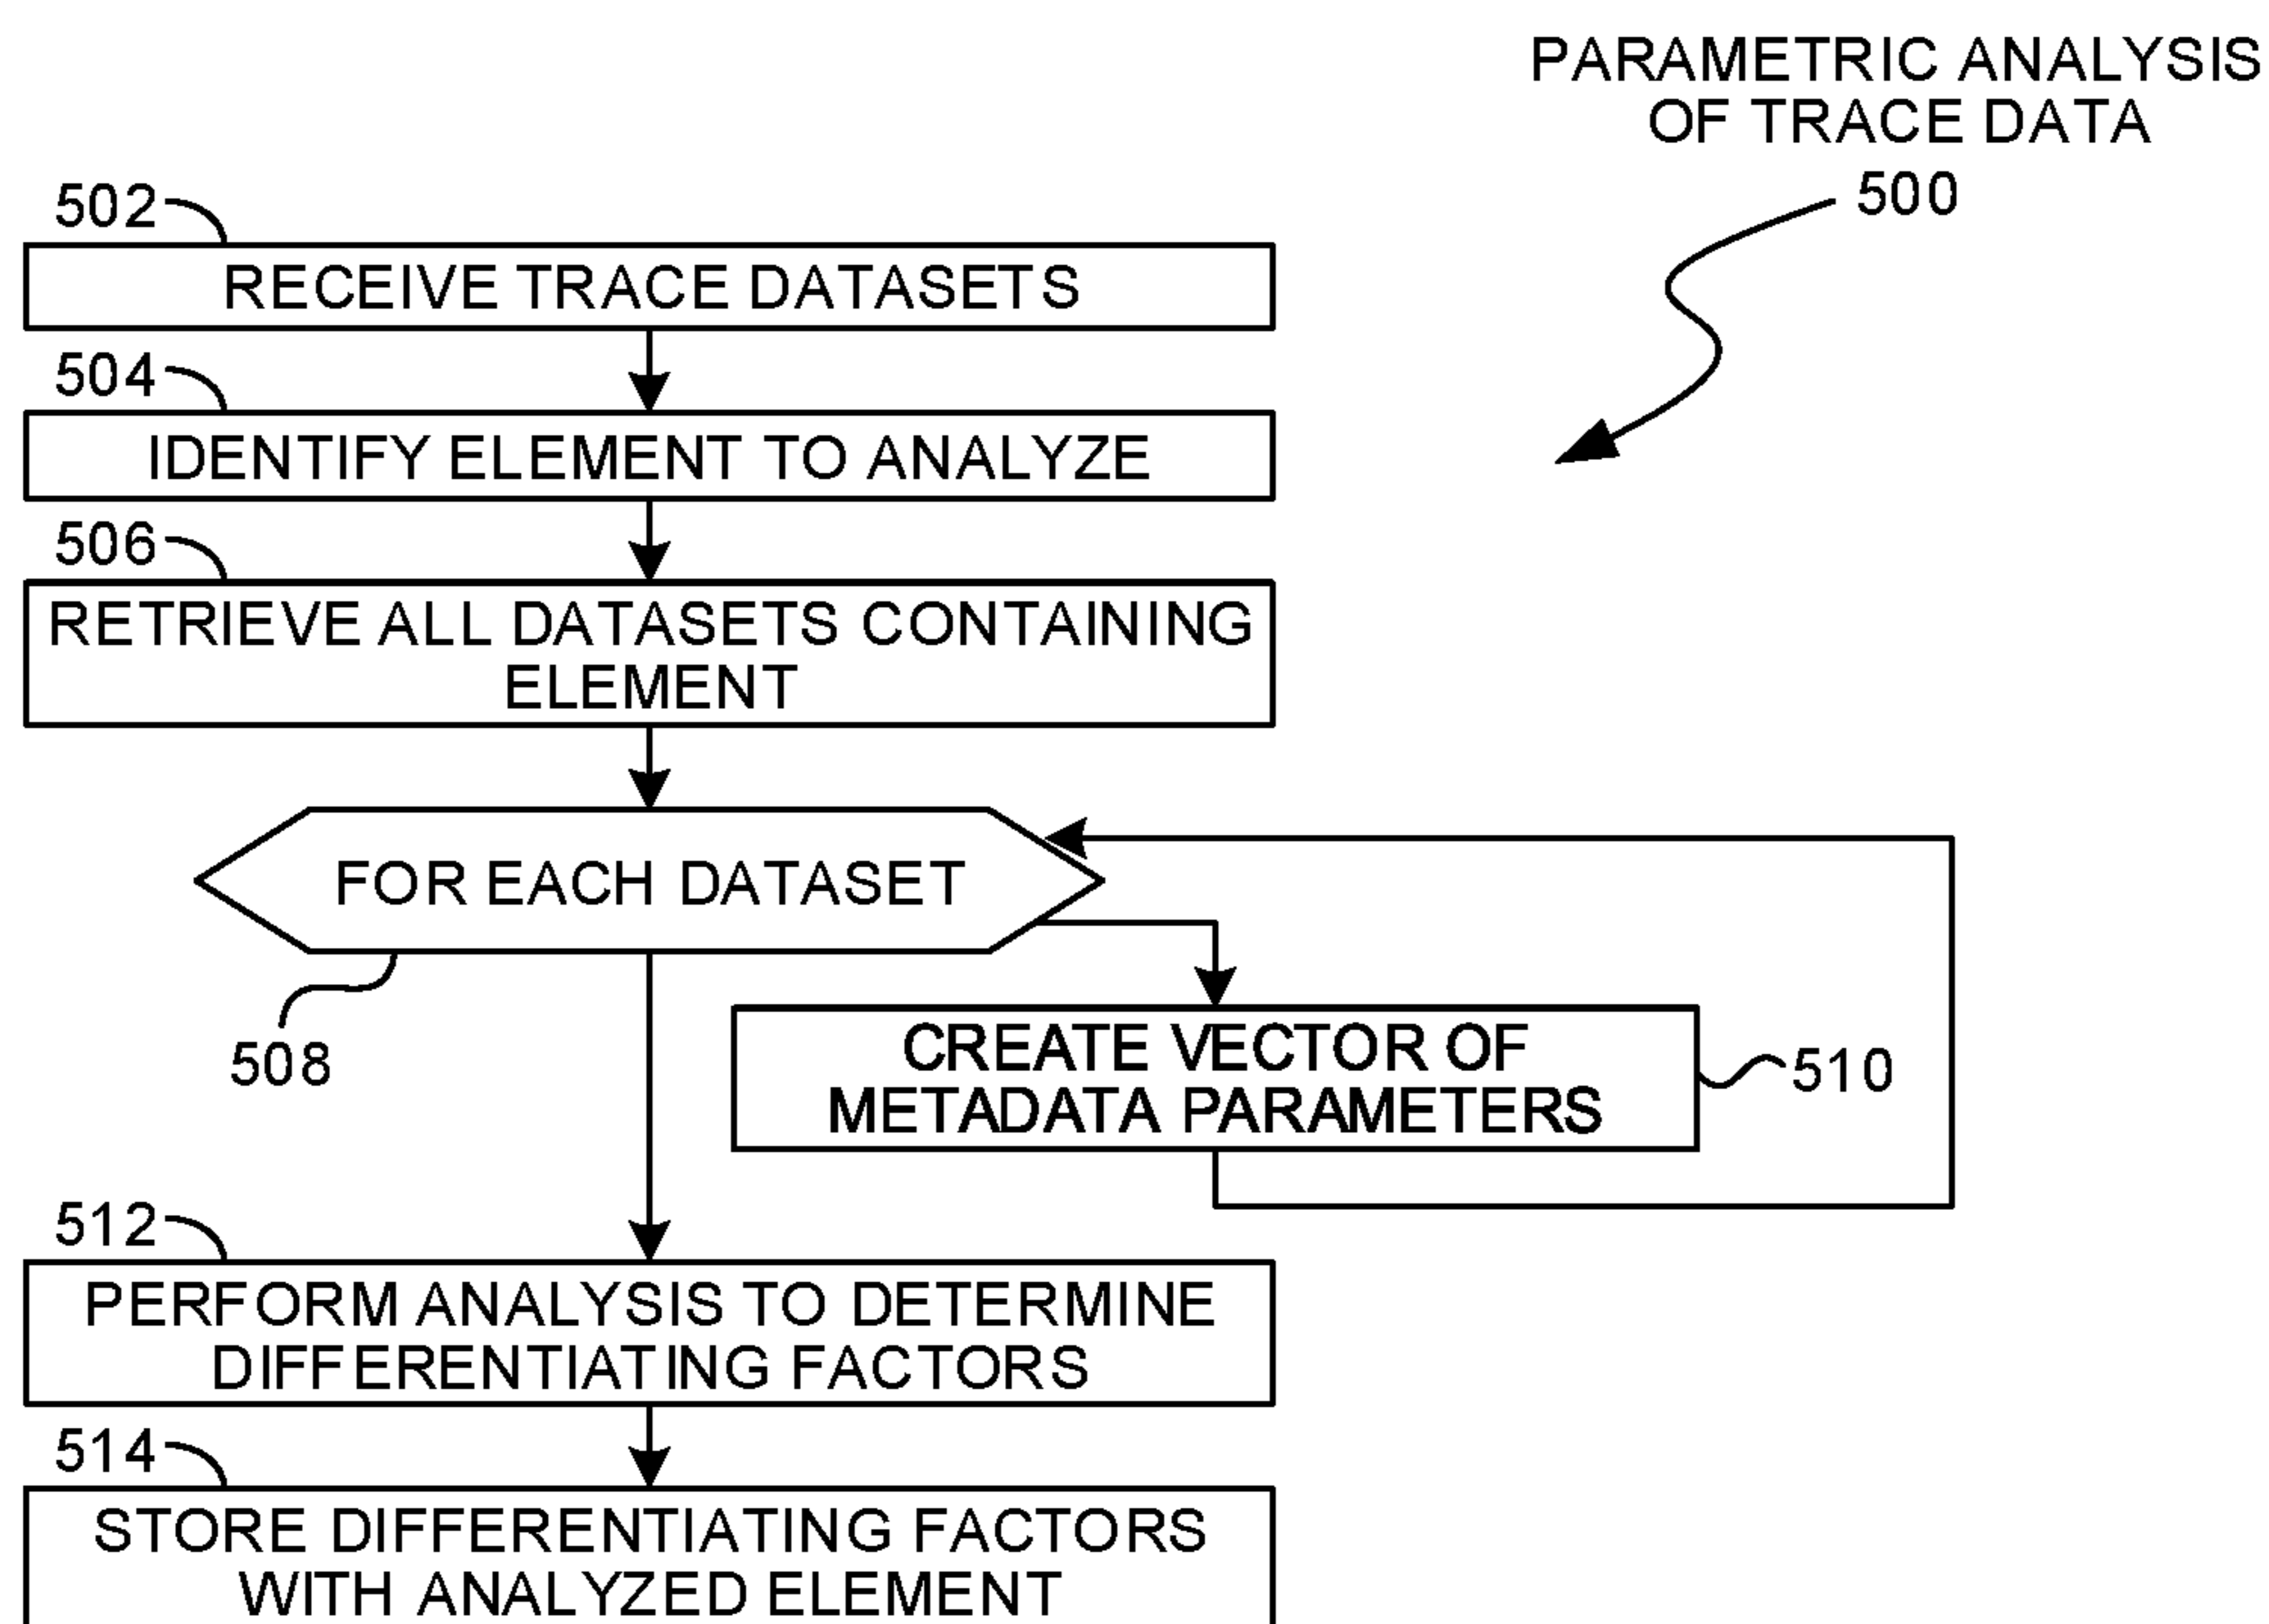 PARAMETRIC ANALYSIS
OF TRACE DATA
500
502
RECEIVE TRACE DATASETS
504
IDENTIFY ELEMENT TO ANALYZE
506
RETRIEVE ALL DATASETS CONTAINING
ELEMENT
FOR EACH DATASET
508
CREATE VECTOR OF
METADATA PARAMETERS
510
512
PERFORM ANALYSIS TO DETERMINE
DIFFERENTIATING FACTORS
514
STORE DIFFERENTIATING FACTORS
WITH ANALYZED ELEMENT